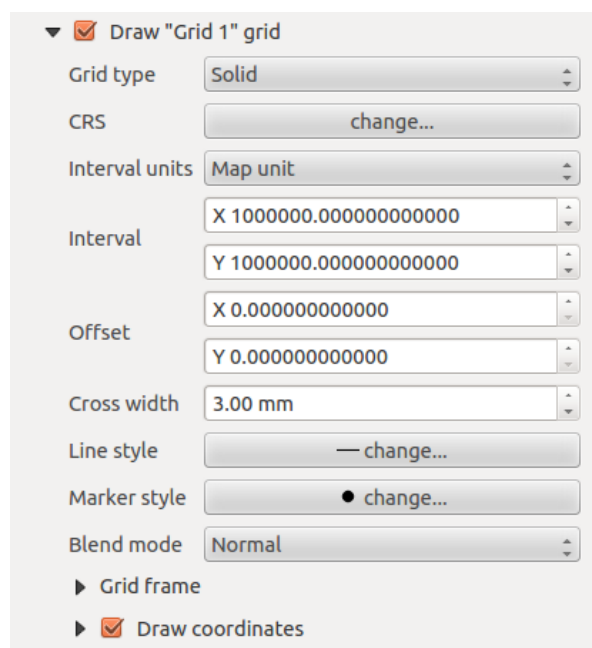 Draw "Grid 1" grid
Grid type Solid
CRS change...
Interval units Map unit
Interval
X 1000000.000000000000
Y 1000000.000000000000
Offset
X 0.000000000000
Y 0.000000000000
Cross width 3.00 mm
Line style change...
Marker style change...
Blend mode Normal
Grid frame
Draw coordinates